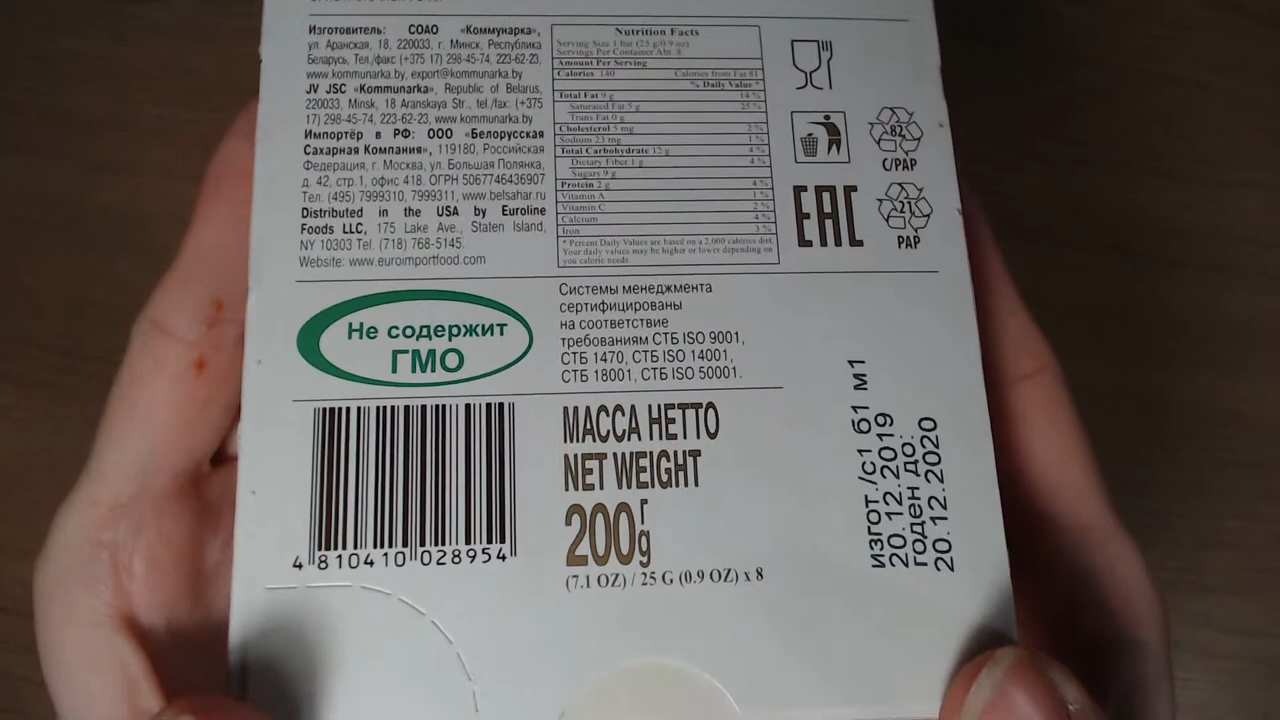 Изготовитель: СОАО «Коммунарка»,
ул. Аранская, 18, 220033, г. Минск, Республика
Беларусь, Тел./факс (+375 17) 298-45-74, 223-62-23,
www.kommunarka.by, export@kommunarka.by
JV JSC «Kommunarka», Republic of Belarus,
220033, Minsk, 18 Aranskaya Str., tel./fax: (+375
17) 298-45-74, 223-62-23, www.kommunarka.by
Импортёр в РФ: ООО «Белорусская
Сахарная Компания», 119180, Российская
Федерация, г. Москва, ул. Большая Полянка,
д. 42, стр.1, офис 418. ОГРН 5067746436907
Тел. (495) 7999310, 7999311, www.belsahar.ru
Distributed in the USA by Euroline
Foods LLC, 175 Lake Ave., Staten Island,
NY 10303 Tel. (718) 768-5145.
Website: www.euroimportfood.com
Nutrition Facts
Serving Size 1 bar (25 g/0.9 oz)
Servings Per Container Abt. 3
Amount Per Serving
Calories 140 Calories from Fat 81
% Daily Value *
Total Fat 9 g 14 %
Saturated Fat 5 g 25 %
Trans Fat 0 g
Cholesterol 5 mg 2 %
Sodium 23 mg 1 %
Total Carbohydrate 12 g 4 %
Dietary Fiber 1 g 4 %
Sugars 9 g
Protein 2 g 4 %
Vitamin A 1 %
Vitamin C 2 %
Calcium 4 %
Iron 3 %
* Percent Daily Values are based on a 2,000 calories diet.
Your daily values may be higher or lower depending on
you caloric needs
82
C/PAP
EAC
21
PAP
Не содержит
ГМО
Системы менеджмента
сертифицированы
на соответствие
требованиям СТБ ISO 9001,
СТБ 1470, СТБ ISO 14001,
СТБ 18001, СТБ ISO 50001.
4 810410 028954
МАССА НЕТТО
NET WEIGHT
200 г g
(7.1 OZ) / 25 G (0.9 OZ) x 8
ИЗГОТ./с1 б1 м1
20.12.2019
ГОДЕН ДО:
20.12.2020